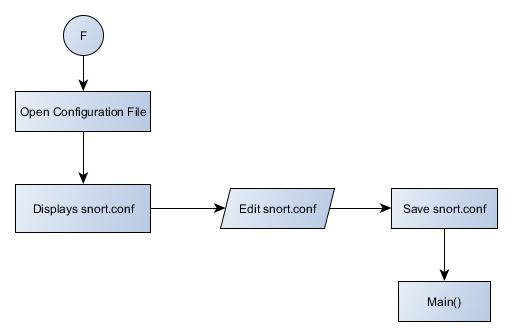 F
Open Configuration File
Displays snort.conf
Edit snort.conf
Save snort.conf
Main()